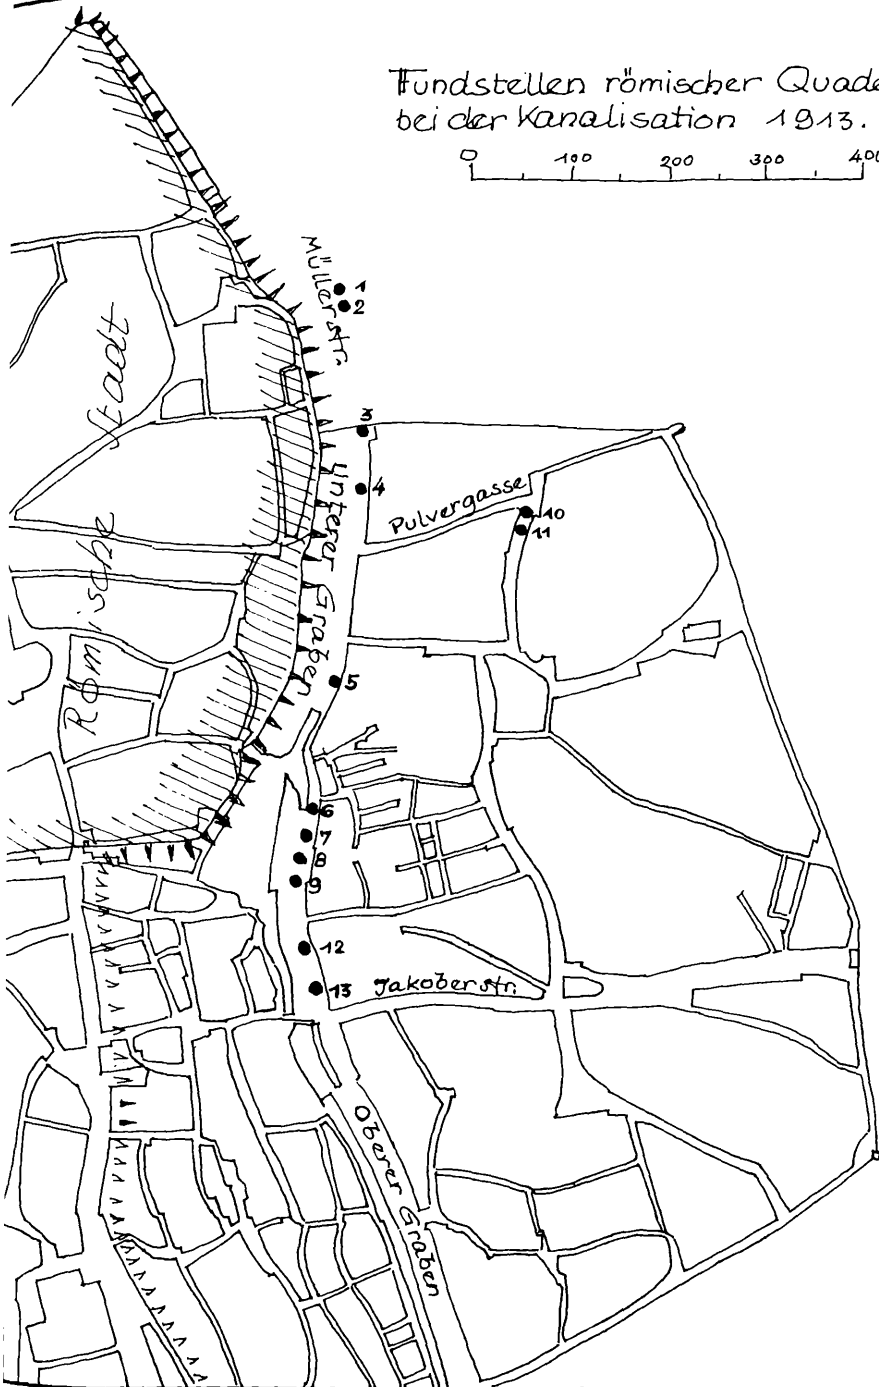 Fundstellen römischer Quade
bei der Kanalisation 1913.
0 100 200 300 400
Müllerstr.
1
2
3
4
Pulvergasse
10
11
Unterer Graben
Römische Stadt
5
6
7
8
9
12
13
Jakoberstr.
Oberer Graben